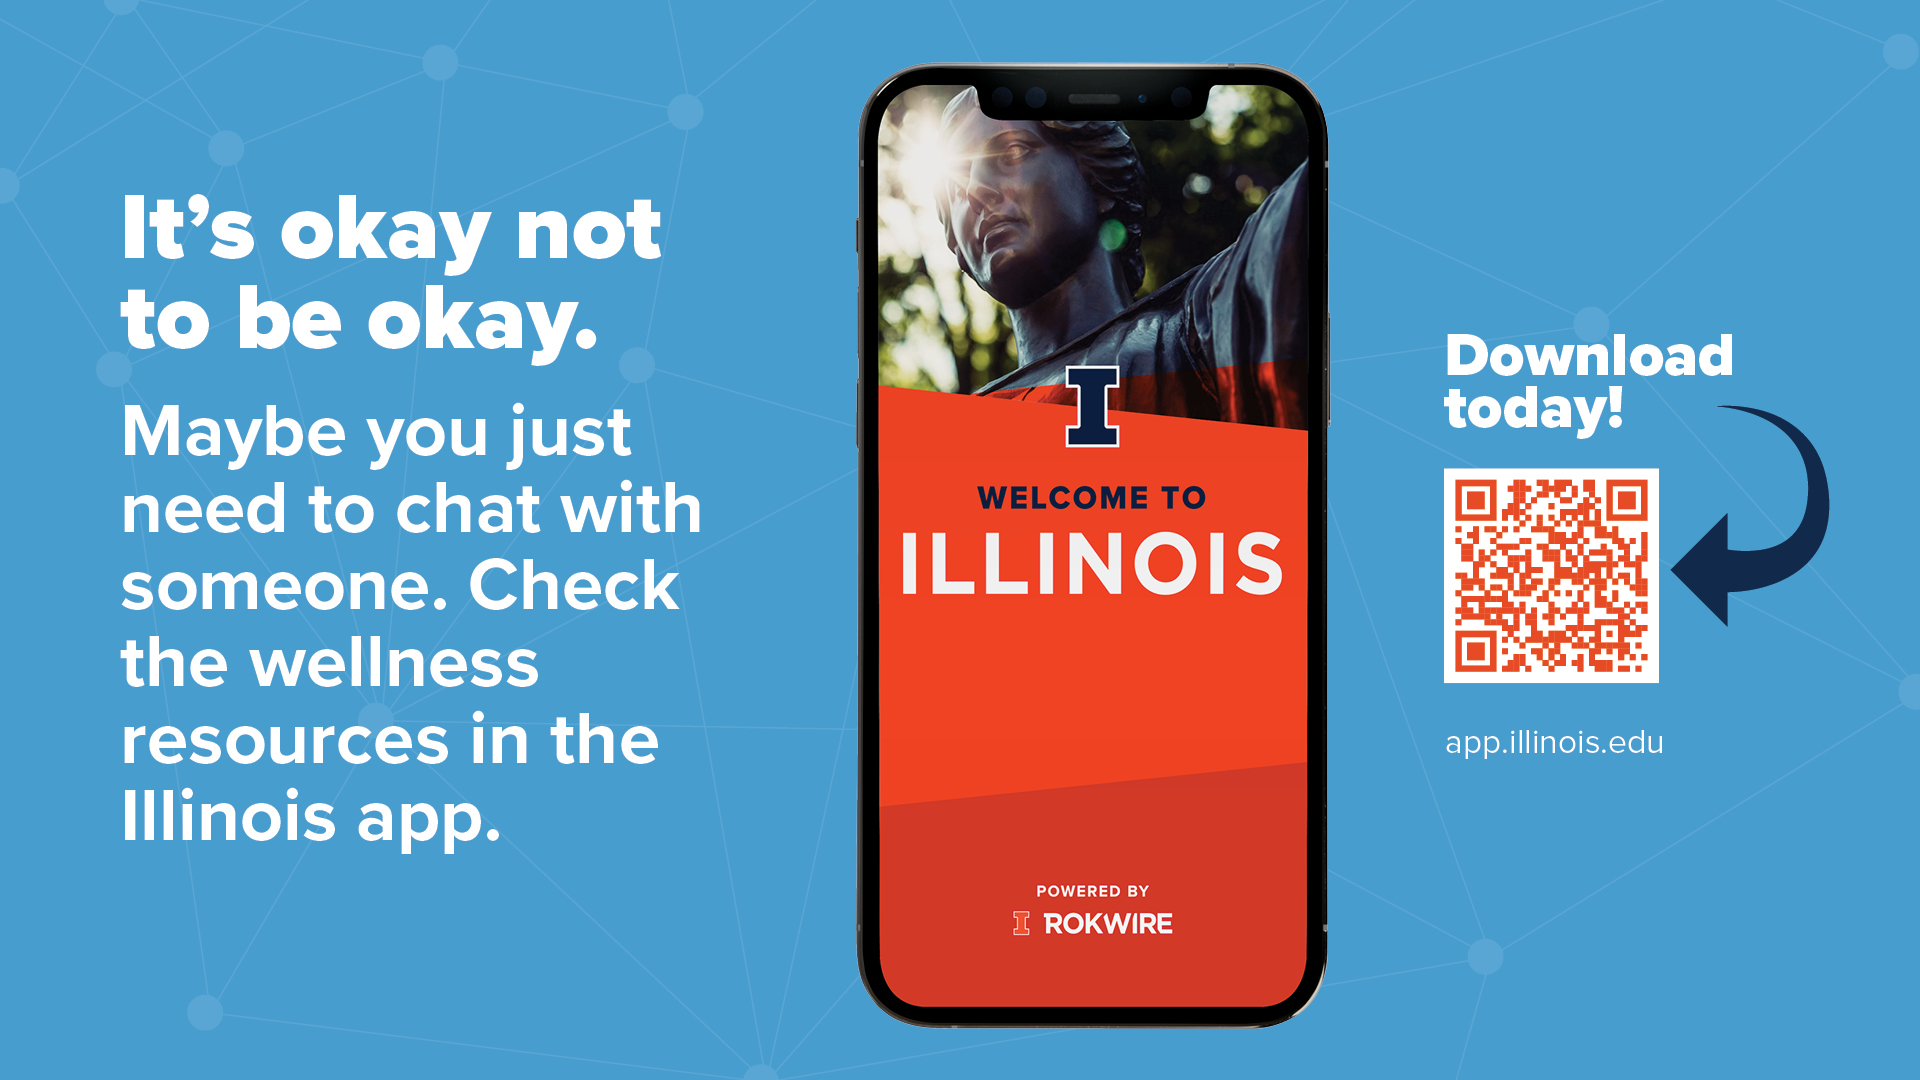 It’s okay not
to be okay.
Maybe you just
need to chat with
someone. Check
the wellness
resources in the
Illinois app.
I
WELCOME TO
ILLINOIS
POWERED BY
I ROKWIRE
Download
today!
app.illinois.edu